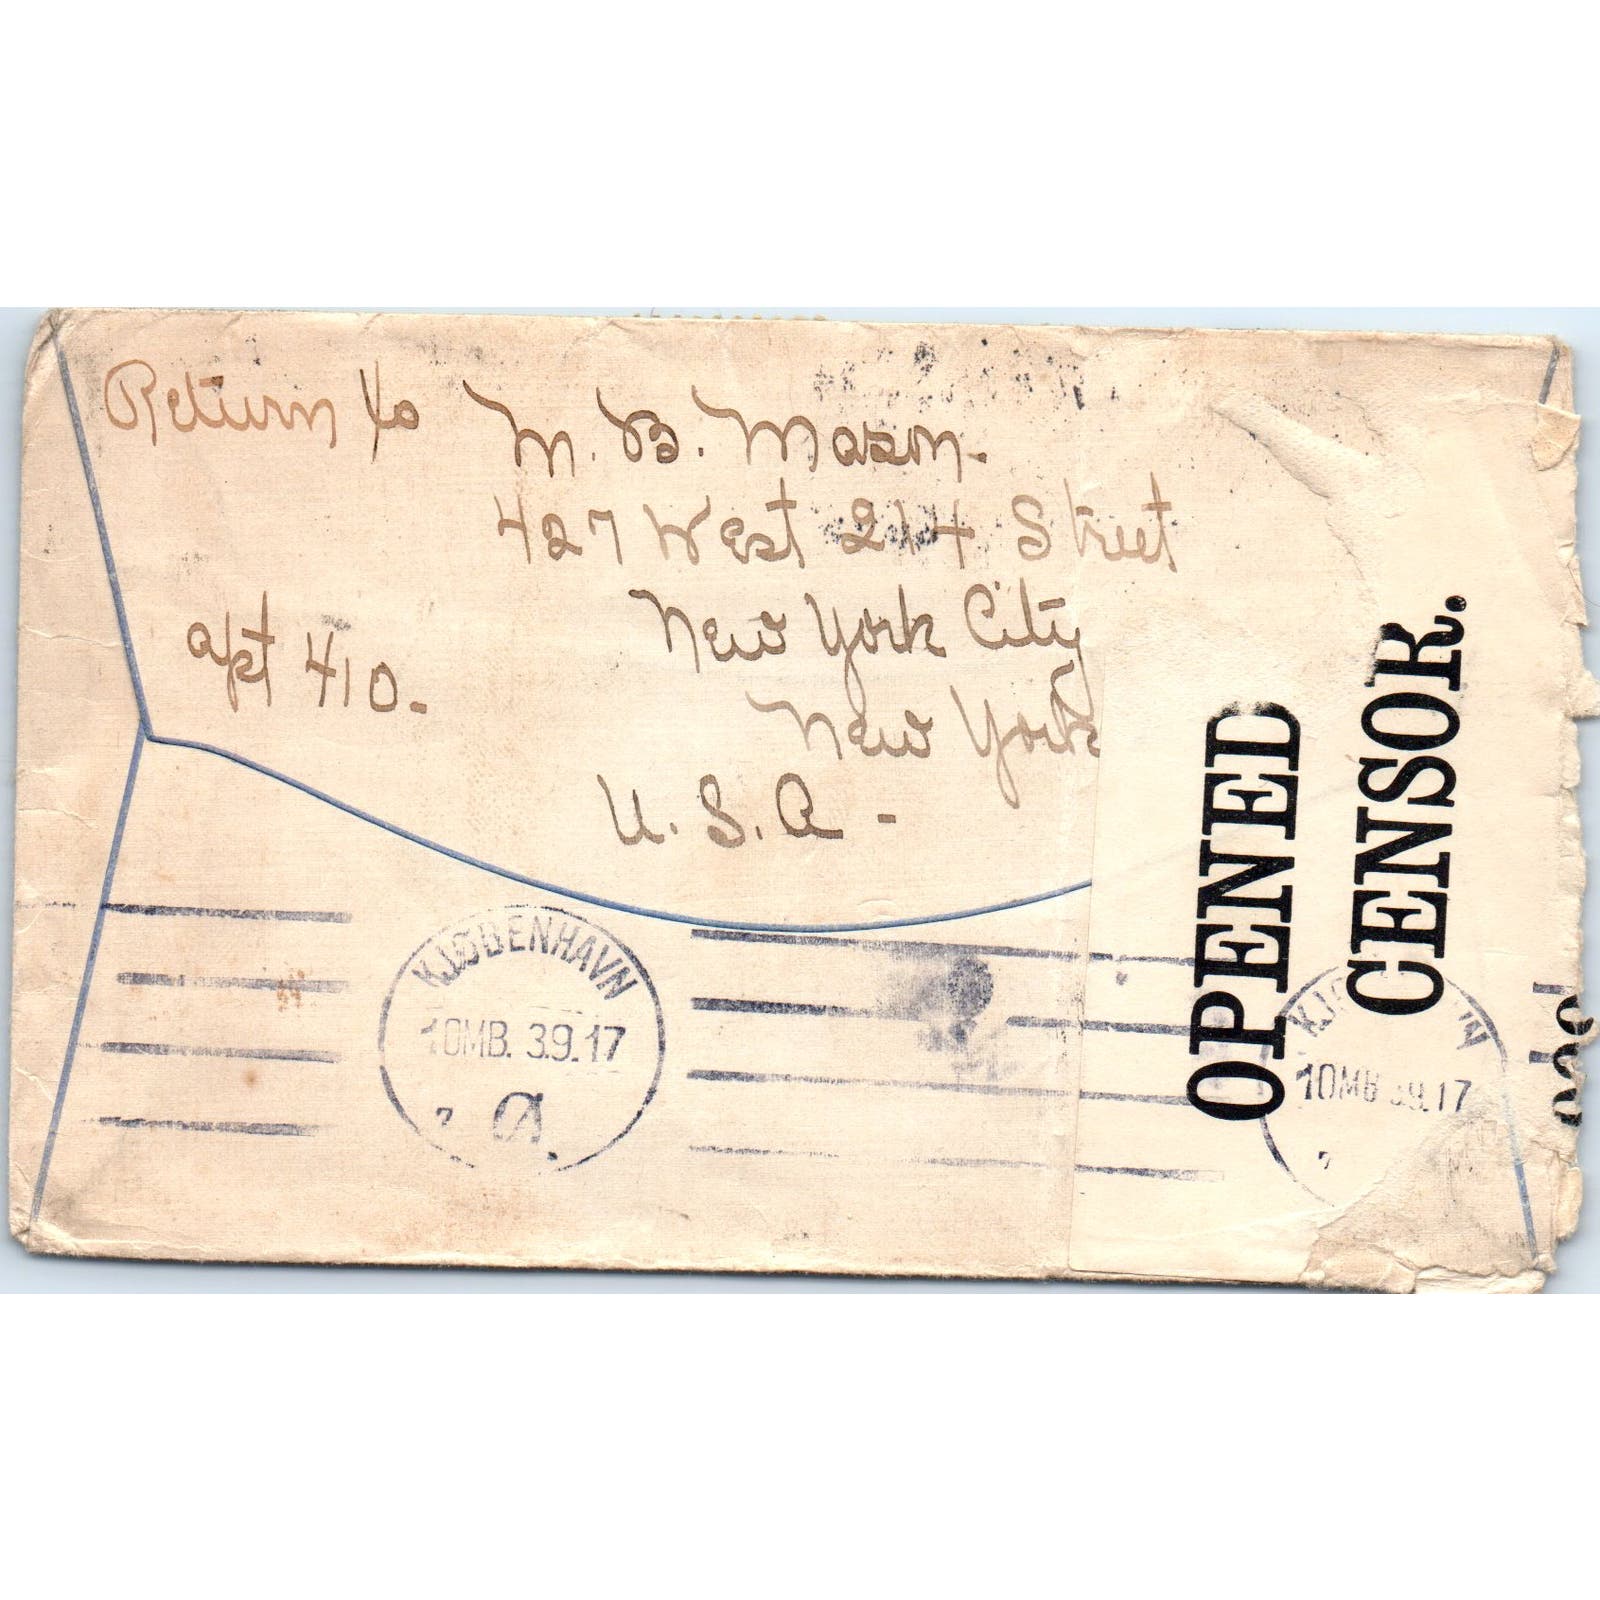 Return to M. B. Mason.
427 West 214 Street
New York City
apt 410.
New York
U. S. A -
OPENED
CENSOR.
KJØBENHAVN
10MB. 3.9.17
Ø.
10MB 3.9.17